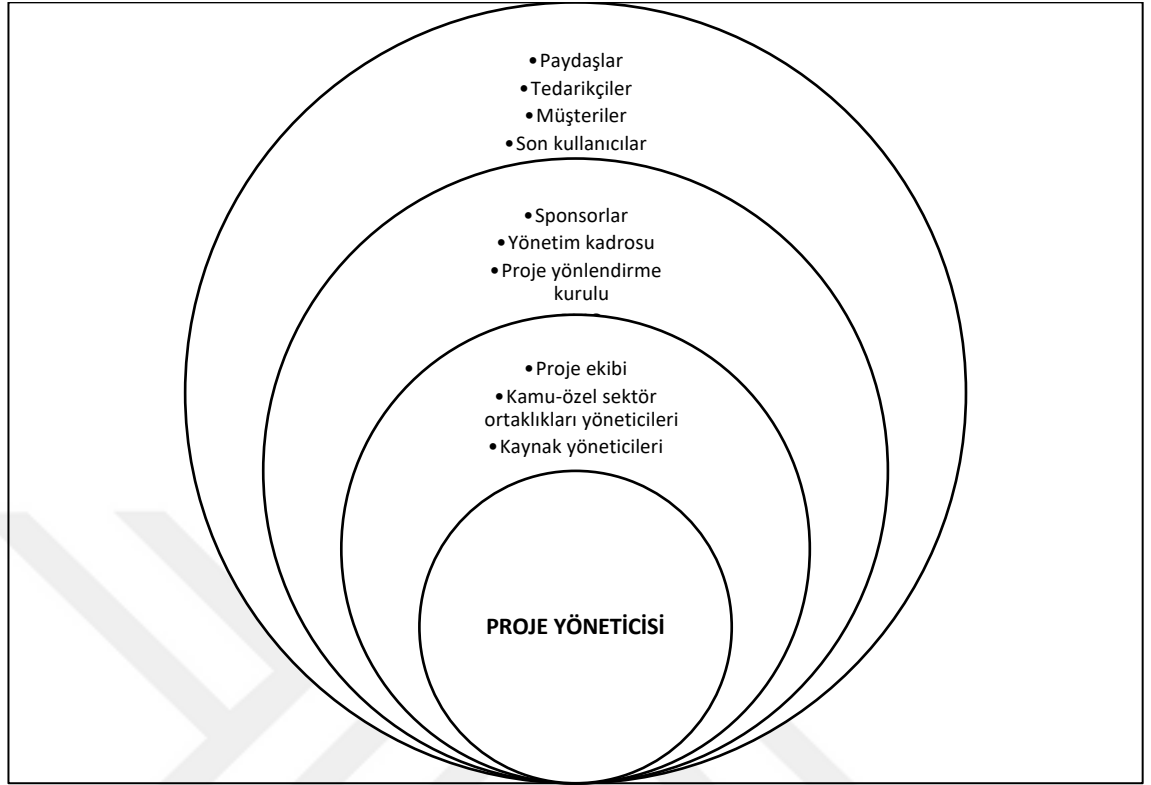 •Paydaşlar
•Tedarikçiler
•Müşteriler
•Son kullanıcılar
•Sponsorlar
•Yönetim kadrosu
•Proje yönlendirme
kurulu
•Proje ekibi
•Kamu-özel sektör
ortaklıkları yöneticileri
•Kaynak yöneticileri
PROJE YÖNETİCİSİ